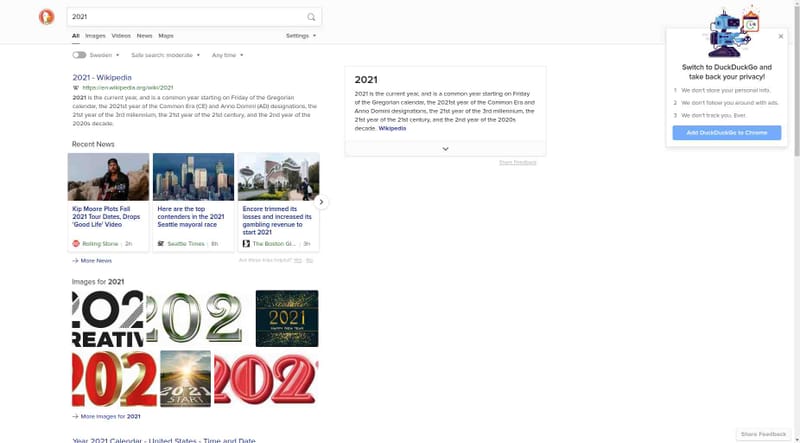 2021
All Images Videos News Maps
Settings
Sweden Safe search: moderate Any time
2021 - Wikipedia
W https://en.wikipedia.org/wiki/2021
2021 is the current year, and is a common year starting on Friday of the Gregorian
calendar, the 2021st year of the Common Era (CE) and Anno Domini (AD) designations, the
21st year of the 3rd millennium, the 21st year of the 21st century, and the 2nd year of the
2020s decade.
Recent News
Kip Moore Plots Fall
2021 Tour Dates, Drops
'Good Life' Video
Rolling Stone | 2h
Here are the top
contenders in the 2021
Seattle mayoral race
Seattle Times | 8h
Encore trimmed its
losses and increased its
gambling revenue to
start 2021
The Boston Gl... | 3h
→ More News
Are these links helpful? Yes No
Images for 2021
202
REATIV
202
2021
HAPPY NEW YEAR
202
2021
START
202
→ More Images for 2021
Year 2021 Calendar - United States - Time and Date
2021
2021 is the current year, and is a common year starting on Friday
of the Gregorian calendar, the 2021st year of the Common Era and
Anno Domini designations, the 21st year of the 3rd millennium, the
21st year of the 21st century, and the 2nd year of the 2020s
decade. Wikipedia
Share Feedback
Switch to DuckDuckGo and
take back your privacy!
1 We don't store your personal info.
2 We don't follow you around with ads.
3 We don't track you. Ever.
Add DuckDuckGo to Chrome
Share Feedback